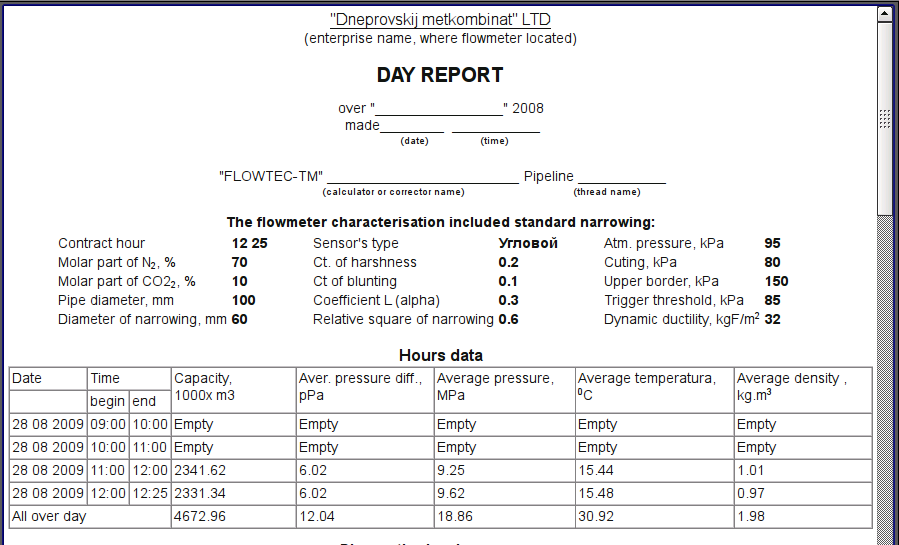 "Dneprovskij metkombinat" LTD
(enterprise name, where flowmeter located)
DAY REPORT
over "________________" 2008
made________ ___________
(date) (time)
"FLOWTEC-TM" ________________________ Pipeline ___________
(calculator or corrector name) (thread name)
The flowmeter characterisation included standard narrowing:
Contract hour 12 25 Sensor's type Угловой Atm. pressure, kPa 95
Molar part of N₂, % 70 Ct. of harshness 0.2 Cuting, kPa 80
Molar part of CO2₂, % 10 Ct of blunting 0.1 Upper border, kPa 150
Pipe diameter, mm 100 Coefficient L (alpha) 0.3 Trigger threshold, kPa 85
Diameter of narrowing, mm 60 Relative square of narrowing 0.6 Dynamic ductility, kgF/m² 32
Hours data
Date Time Capacity, Aver. pressure diff., Average pressure, Average temperatura, Average density ,
begin end 1000x m3 pPa MPa ⁰C kg.m³
28 08 2009 09:00 10:00 Empty Empty Empty Empty Empty
28 08 2009 10:00 11:00 Empty Empty Empty Empty Empty
28 08 2009 11:00 12:00 2341.62 6.02 9.25 15.44 1.01
28 08 2009 12:00 12:25 2331.34 6.02 9.62 15.48 0.97
All over day 4672.96 12.04 18.86 30.92 1.98